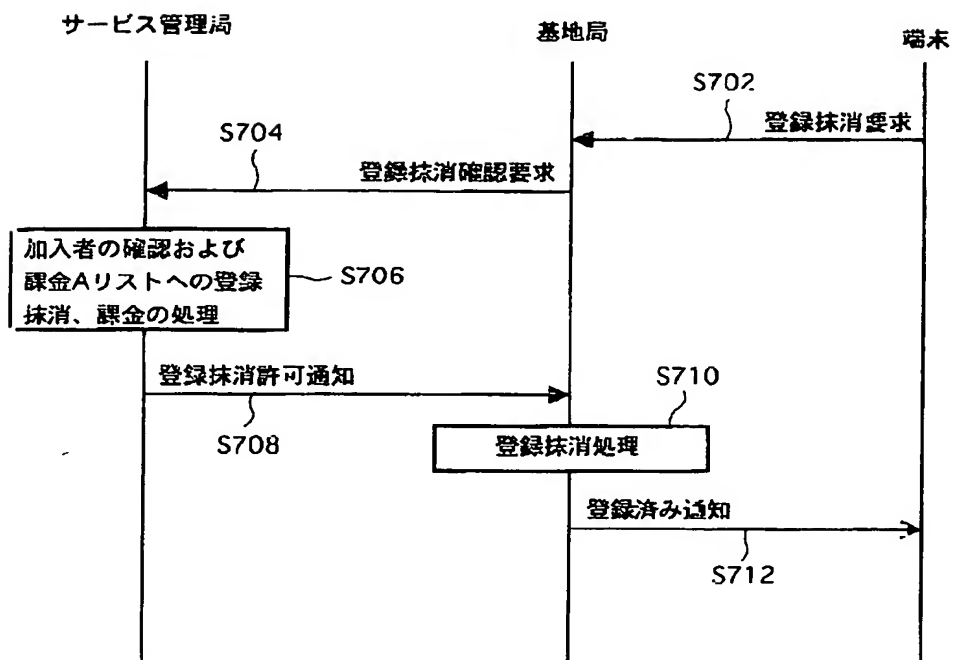 サービス管理局
基地局
端末
S702
登録抹消要求
S704
登録抹消確認要求
加入者の確認および
課金Aリストへの登録
抹消、課金の処理
S706
登録抹消許可通知
S708
S710
登録抹消処理
登録済み通知
S712